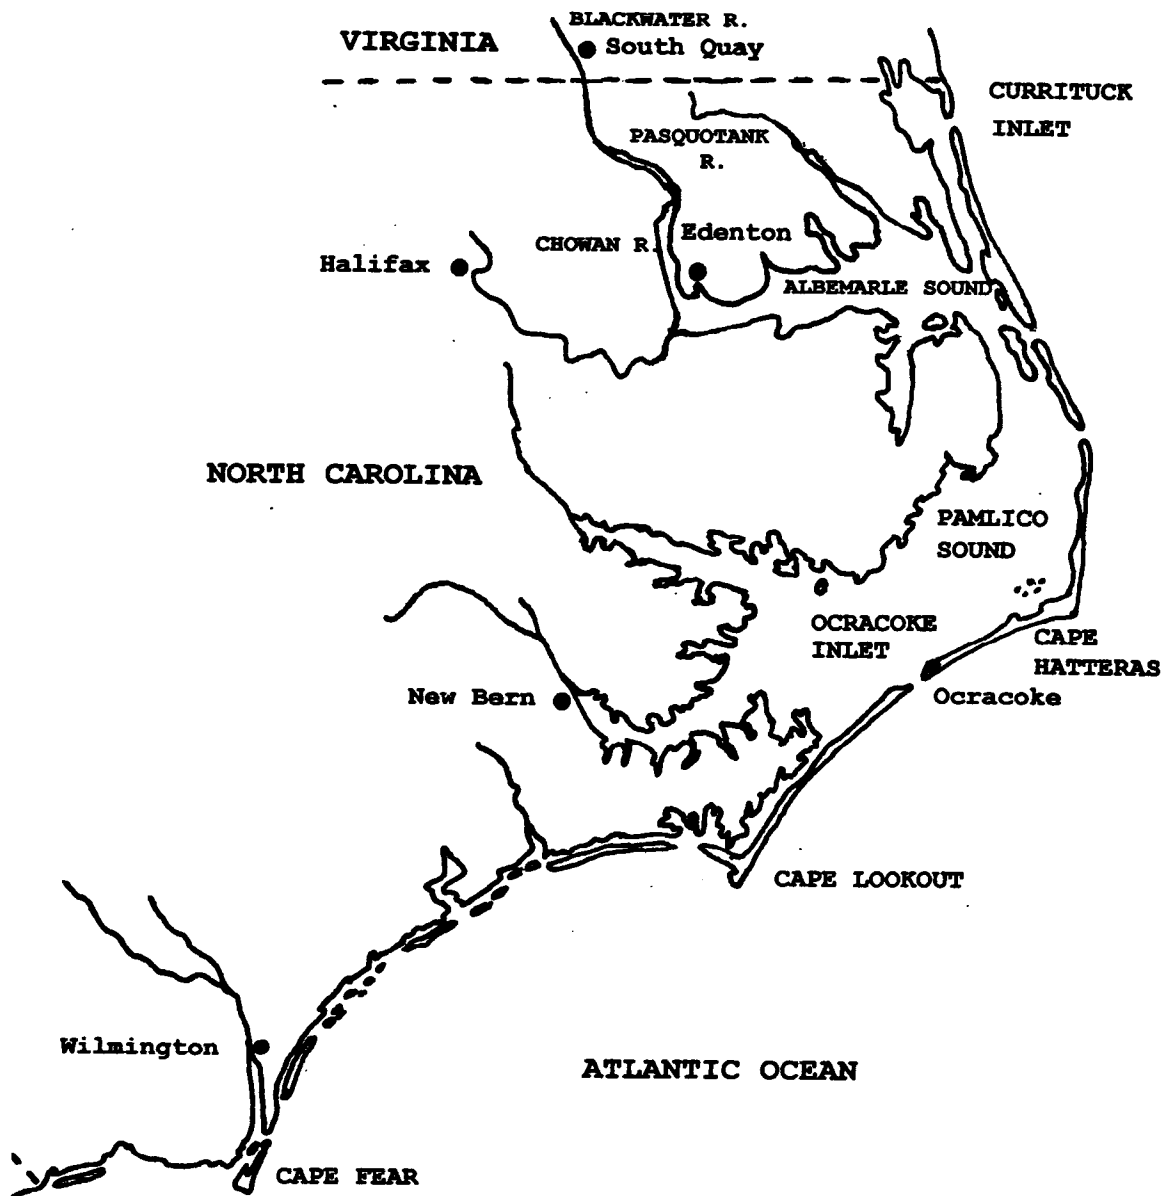 BLACKWATER R.
VIRGINIA
South Quay
CURRITUCK
INLET
PASQUOTANK
R.
CHOWAN R.
Edenton
Halifax
ALBEMARLE SOUND
NORTH CAROLINA
PAMLICO
SOUND
OCRACOKE
INLET
CAPE
HATTERAS
New Bern
Ocracoke
CAPE LOOKOUT
Wilmington
ATLANTIC OCEAN
CAPE FEAR